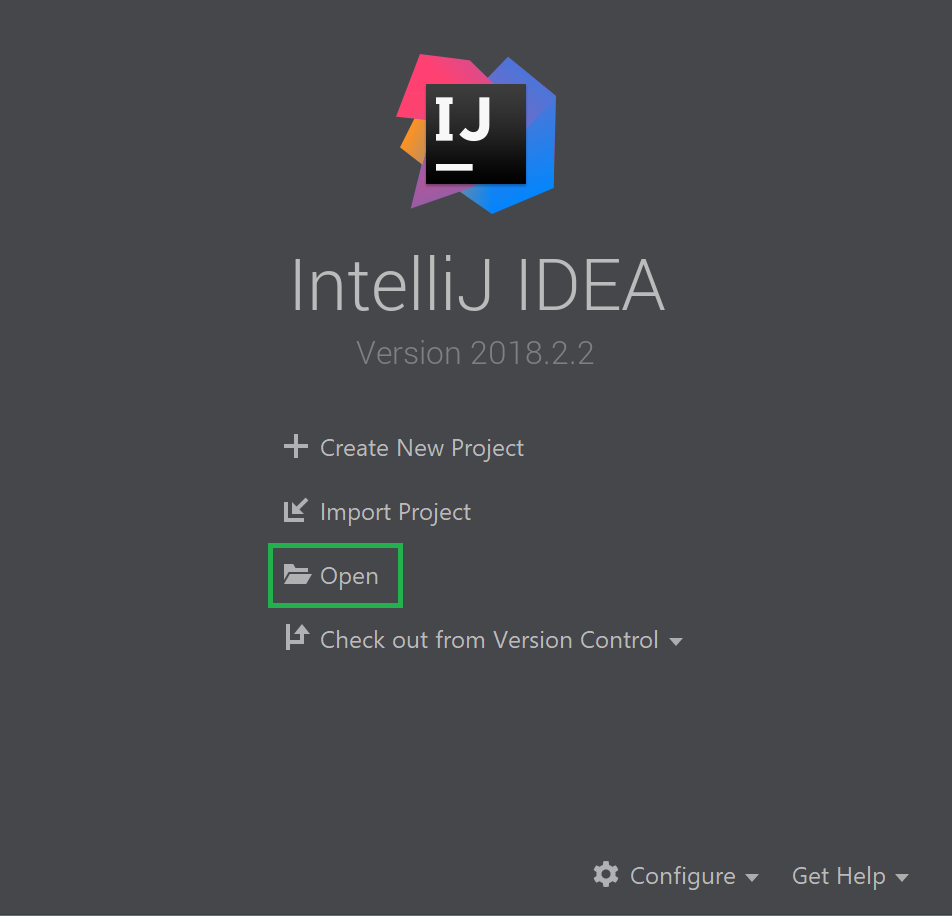 IJ
IntelliJ IDEA
Version 2018.2.2
Create New Project
Import Project
Open
Check out from Version Control
Configure Get Help